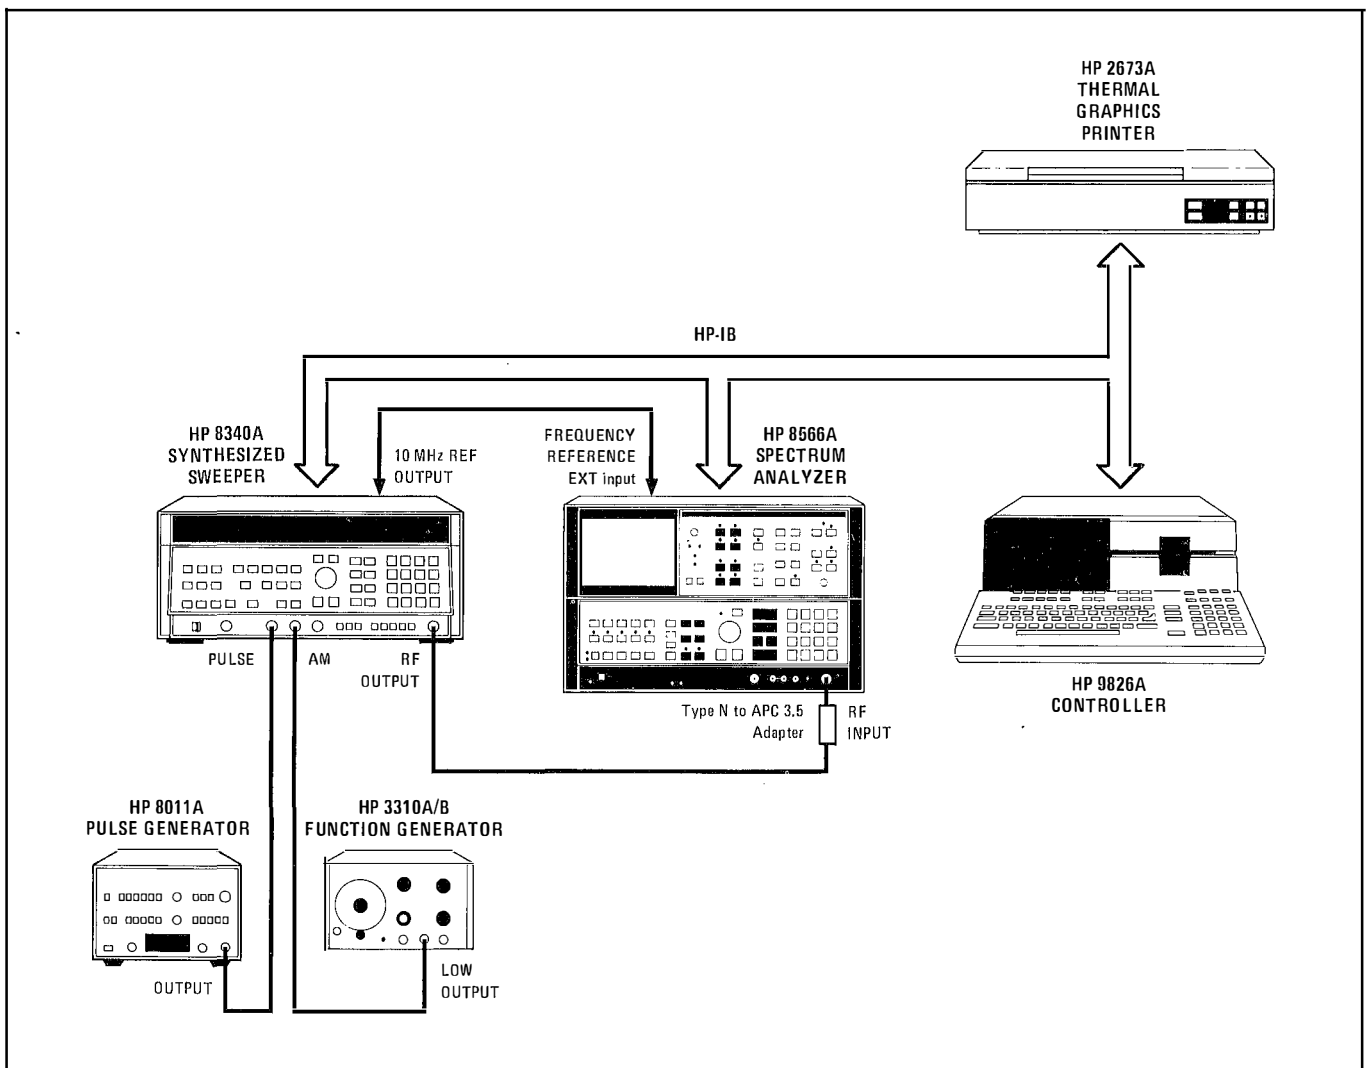 HP 2673A
THERMAL
GRAPHICS
PRINTER
HP-IB
HP 8340A
SYNTHESIZED
SWEEPER
10 MHz REF
OUTPUT
FREQUENCY
REFERENCE
EXT input
HP 8566A
SPECTRUM
ANALYZER
PULSE
AM
RF
OUTPUT
Type N to APC 3.5
Adapter
RF
INPUT
HP 9826A
CONTROLLER
HP 8011A
PULSE GENERATOR
HP 3310A/B
FUNCTION GENERATOR
OUTPUT
LOW
OUTPUT